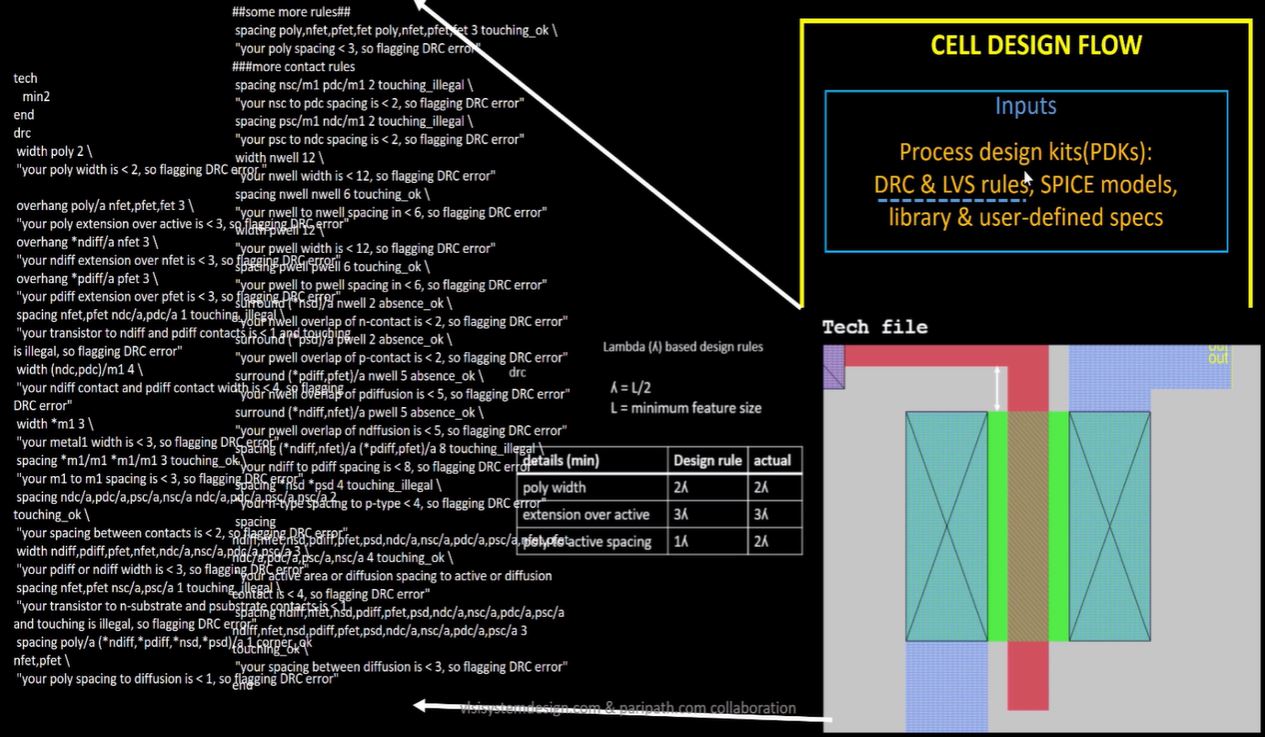 tech
min2
end
drc
width poly 2 \
"your poly width is < 2, so flagging DRC error"
overhang poly/a nfet,pfet,fet 3 \
"your poly extension over active is < 3, so flagging DRC error"
overhang *ndiff/a nfet 3 \
"your ndiff extension over nfet is < 3, so flagging DRC error"
overhang *pdiff/a pfet 3 \
"your pdiff extension over pfet is < 3, so flagging DRC error"
spacing nfet,pfet ndc/a,pdc/a 1 touching_illegal \
"your transistor to ndiff and pdiff contacts is < 1 and touching
is illegal, so flagging DRC error"
width (ndc,pdc)/m1 4 \
"your ndiff contact and pdiff contact width is < 4, so flagging
DRC error"
width *m1 3 \
"your metal1 width is < 3, so flagging DRC error"
spacing *m1/m1 *m1/m1 3 touching_ok \
"your m1 to m1 spacing is < 3, so flagging DRC error"
spacing ndc/a,pdc/a,psc/a,nsc/a ndc/a,pdc/a,psc/a,nsc/a 2
touching_ok \
"your spacing between contacts is < 2, so flagging DRC error"
width ndiff,pdiff,pfet,nfet,ndc/a,nsc/a,pdc/a,psc/a 3 \
"your pdiff or ndiff width is < 3, so flagging DRC error"
spacing nfet,pfet nsc/a,psc/a 1 touching_illegal \
"your transistor to n-substrate and psubstrate contacts is < 1
and touching is illegal, so flagging DRC error"
spacing poly/a (*ndiff,*pdiff,*nsd,*psd)/a 1 corner_ok
nfet,pfet \
"your poly spacing to diffusion is < 1, so flagging DRC error"
##some more rules##
spacing poly,nfet,pfet,fet poly,nfet,pfet,fet 3 touching_ok \
"your poly spacing < 3, so flagging DRC error"
###more contact rules
spacing nsc/m1 pdc/m1 2 touching_illegal \
"your nsc to pdc spacing is < 2, so flagging DRC error"
spacing psc/m1 ndc/m1 2 touching_illegal \
"your psc to ndc spacing is < 2, so flagging DRC error"
width nwell 12 \
"your nwell width is < 12, so flagging DRC error"
spacing nwell nwell 6 touching_ok \
"your nwell to nwell spacing in < 6, so flagging DRC error"
width pwell 12 \
"your pwell width is < 12, so flagging DRC error"
spacing pwell pwell 6 touching_ok \
"your pwell to pwell spacing in < 6, so flagging DRC error"
surround (*nsd)/a nwell 2 absence_ok \
"your nwell overlap of n-contact is < 2, so flagging DRC error"
surround (*psd)/a pwell 2 absence_ok \
"your pwell overlap of p-contact is < 2, so flagging DRC error"
surround (*pdiff,pfet)/a nwell 5 absence_ok \
"your nwell overlap of pdiffusion is < 5, so flagging DRC error"
surround (*ndiff,nfet)/a pwell 5 absence_ok \
"your pwell overlap of ndiffusion is < 5, so flagging DRC error"
spacing (*ndiff,nfet)/a (*pdiff,pfet)/a 8 touching_illegal \
"your ndiff to pdiff spacing is < 8, so flagging DRC error"
spacing *nsd *psd 4 touching_illegal \
"your n-type spacing to p-type < 4, so flagging DRC error"
spacing
ndiff,nfet,nsd,pdiff,pfet,psd,ndc/a,nsc/a,pdc/a,psc/a,nfet,pfet
ndc/a,pdc/a,psc/a,nsc/a 4 touching_ok \
"your active area or diffusion spacing to active or diffusion
contact is < 4, so flagging DRC error"
spacing ndiff,nfet,nsd,pdiff,pfet,psd,ndc/a,nsc/a,pdc/a,psc/a
ndiff,nfet,nsd,pdiff,pfet,psd,ndc/a,nsc/a,pdc/a,psc/a 3
touching_ok \
"your spacing between diffusion is < 3, so flagging DRC error"
end
Lambda (ʎ) based design rules
drc
ʎ = L/2
L = minimum feature size
details (min) Design rule actual
poly width 2ʎ 2ʎ
extension over active 3ʎ 3ʎ
poly to active spacing 1ʎ 2ʎ
vlsisystemdesign.com & paripath.com collaboration
CELL DESIGN FLOW
Inputs
Process design kits(PDKs):
DRC & LVS rules, SPICE models,
library & user-defined specs
Tech file
out
out